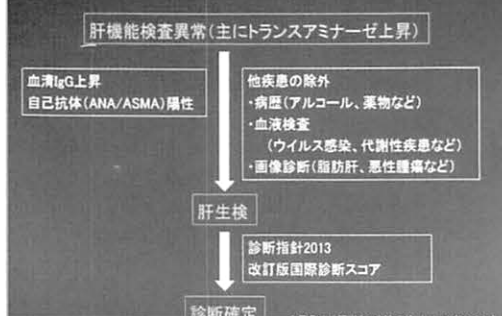 肝機能検査異常(主にトランスアミナーゼ上昇)
血清IgG上昇
自己抗体(ANA/ASMA)陽性
他疾患の除外
・病歴(アルコール、薬物など)
・血液検査
(ウイルス感染、代謝性疾患など)
・画像診断(脂肪肝、悪性腫瘍など)
肝生検
診断指針2013
改訂版国際診断スコア
診断確定